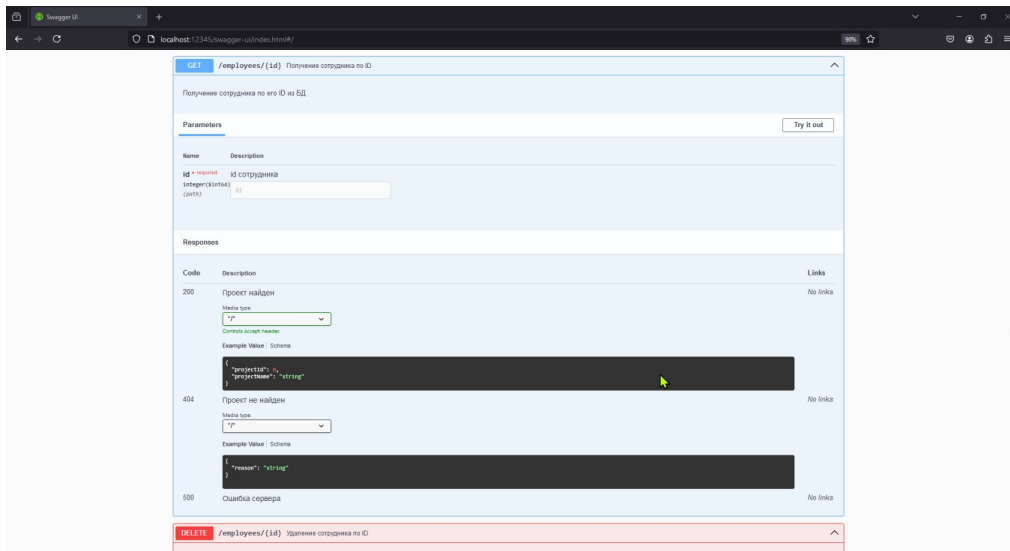 Swagger UI
localhost:12345/swagger-ui/index.html#/
90%
GET /employees/{id} Получение сотрудника по ID
Получение сотрудника по его ID из БД
Parameters
Try it out
Name Description
id * required id сотрудника
integer($int64)
(path)
id
Responses
Code Description Links
200 Проект найден No links
Media type
*/*
Controls accept header.
Example Value | Schema
{
"projectId": 0,
"projectName": "string"
}
404 Проект не найден No links
Media type
*/*
Example Value | Schema
{
"reason": "string"
}
500 Ошибка сервера No links
DELETE /employees/{id} Удаление сотрудника по ID